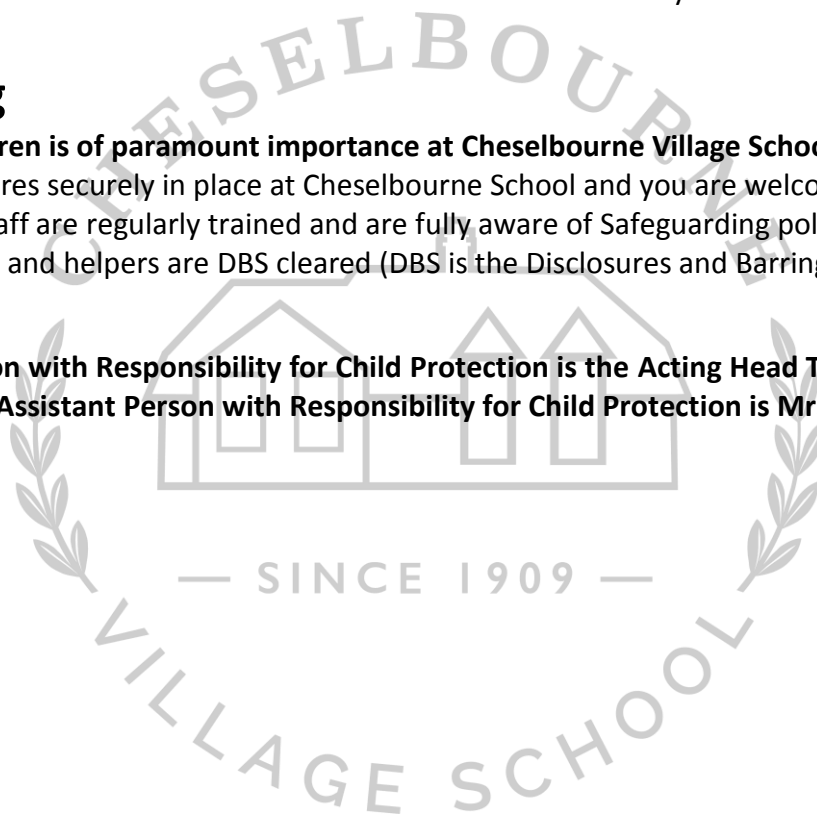 CHESELBOURNE
g
ren is of paramount importance at Cheselbourne Village Schoo
res securely in place at Cheselbourne School and you are welco
aff are regularly trained and are fully aware of Safeguarding pol
and helpers are DBS cleared (DBS is the Disclosures and Barring
on with Responsibility for Child Protection is the Acting Head T
Assistant Person with Responsibility for Child Protection is Mr
— SINCE 1909 —
VILLAGE SCHOOL